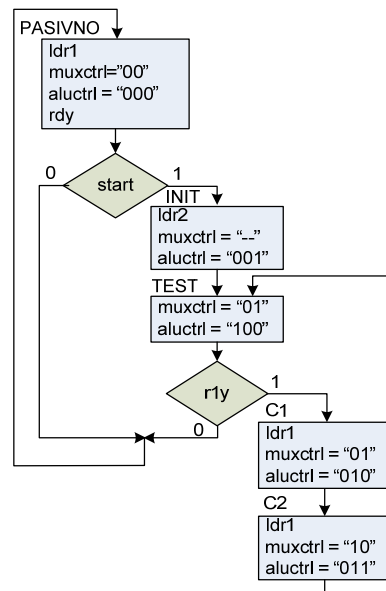 PASIVNO
ldr1
muxctrl=”00”
aluctrl = “000”
rdy
0
start
1
INIT
ldr2
muxctrl = “--”
aluctrl = “001”
TEST
muxctrl = “01”
aluctrl = “100”
r1y
1
0
C1
ldr1
muxctrl = “01”
aluctrl = “010”
C2
ldr1
muxctrl = “10”
aluctrl = “011”